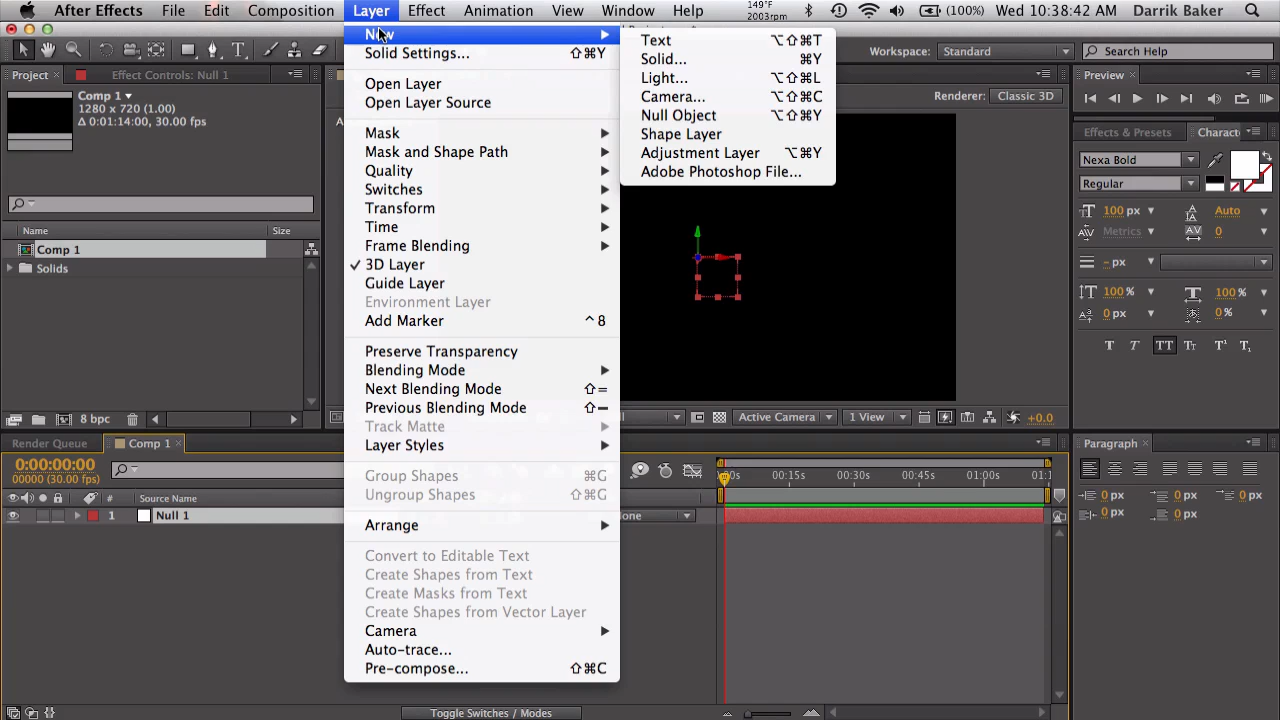 After Effects File Edit Composition Layer Effect Animation View Window Help 149°F 2003rpm (100%) Wed 10:38:42 AM Darrik Baker
Workspace: Standard Search Help
Project Effect Controls: Null 1
Comp 1
1280 x 720 (1.00)
Δ 0:01:14:00, 30.00 fps
Name Size
Comp 1
Solids
8 bpc
New
Solid Settings... ⇧⌘Y
Open Layer
Open Layer Source
Mask
Mask and Shape Path
Quality
Switches
Transform
Time
Frame Blending
✓ 3D Layer
Guide Layer
Environment Layer
Add Marker ^8
Preserve Transparency
Blending Mode
Next Blending Mode ⇧=
Previous Blending Mode ⇧−
Track Matte
Layer Styles
Group Shapes ⌘G
Ungroup Shapes ⇧⌘G
Arrange
Convert to Editable Text
Create Shapes from Text
Create Masks from Text
Create Shapes from Vector Layer
Camera
Auto-trace...
Pre-compose... ⇧⌘C
Text ⌥⇧⌘T
Solid... ⌘Y
Light... ⌥⇧⌘L
Camera... ⌥⇧⌘C
Null Object ⌥⇧⌘Y
Shape Layer
Adjustment Layer ⌥⌘Y
Adobe Photoshop File...
Renderer: Classic 3D
Active Camera 1 View +0.0
Preview
Effects & Presets
Nexa Bold
Regular
100 px Auto
Metrics 0
- px
100 % 100 %
0 px 0 %
T T TT Tт T¹ T₁
Paragraph
0 px 0 px 0 px
0 px 0 px
Render Queue Comp 1
0:00:00:00
00000 (30.00 fps)
00:15s 00:30s 00:45s 01:00s
# Source Name
1 Null 1
Toggle Switches / Modes